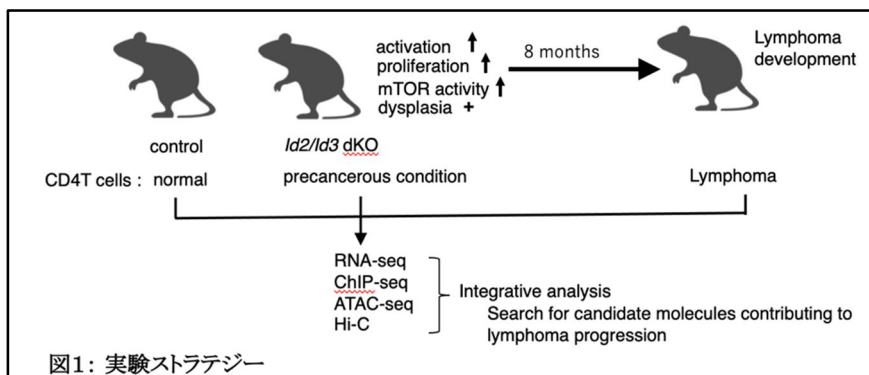 activation ↑
proliferation ↑
mTOR activity ↑
dysplasia +
8 months
Lymphoma
development
control
Id2/Id3 dKO
CD4T cells : normal
precancerous condition
Lymphoma
RNA-seq
ChIP-seq
ATAC-seq
Hi-C
Integrative analysis
Search for candidate molecules contributing to
lymphoma progression
図1: 実験ストラテジー